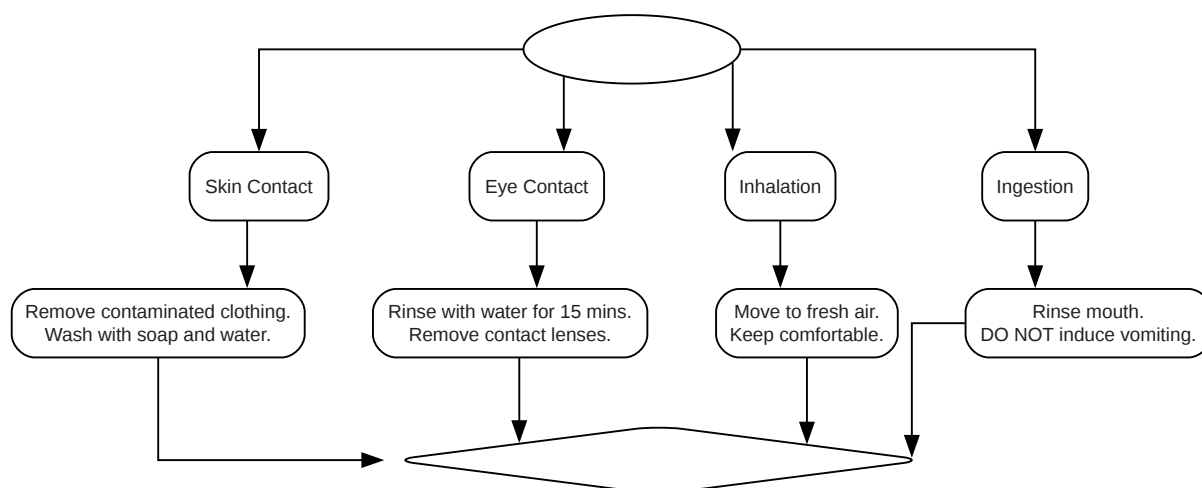 Skin Contact
Eye Contact
Inhalation
Ingestion
Remove contaminated clothing.
Wash with soap and water.
Rinse with water for 15 mins.
Remove contact lenses.
Move to fresh air.
Keep comfortable.
Rinse mouth.
DO NOT induce vomiting.